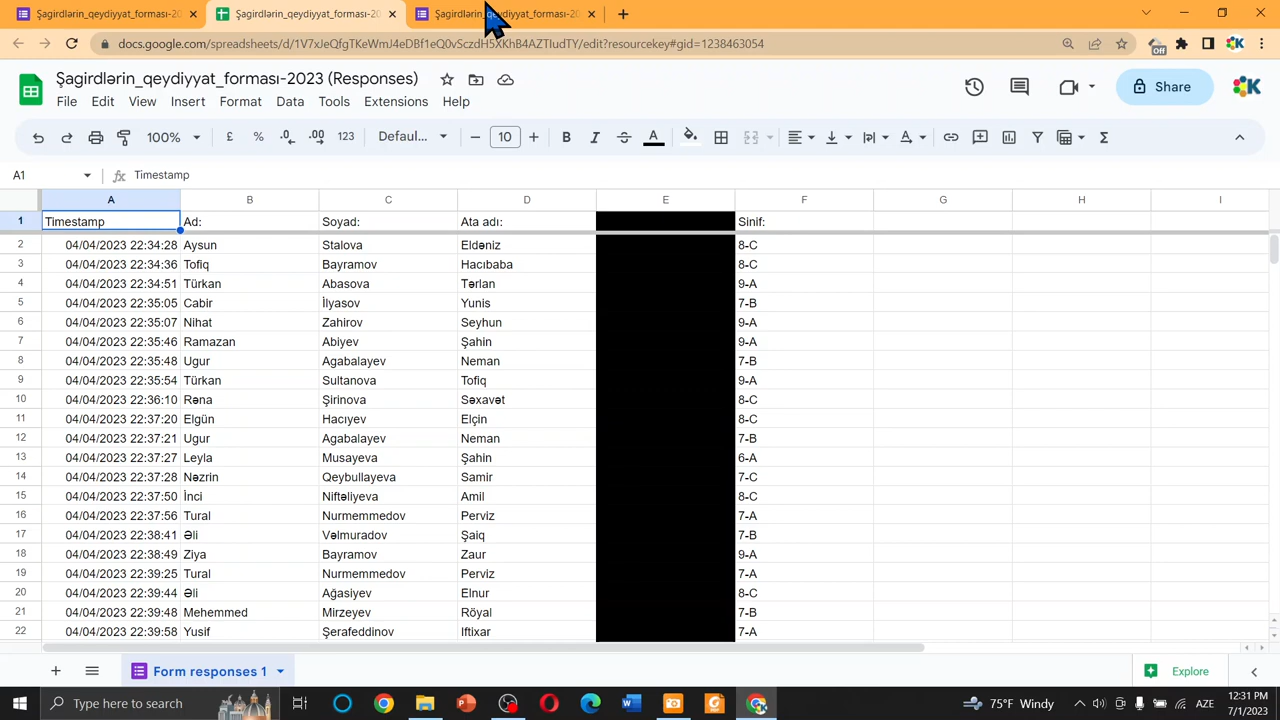 Şagirdlərin_qeydiyyat_forması-2023
Şagirdlərin_qeydiyyat_forması-2023
Şagirdlərin_qeydiyyat_forması-2023
docs.google.com/spreadsheets/d/1V7xJeQfgTKeWmJ4eDBf1eQ0vSczdH5XKhB4AZTIudTY/edit?resourcekey#gid=1238463054
Off
Şagirdlərin_qeydiyyat_forması-2023 (Responses)
File Edit View Insert Format Data Tools Extensions Help
Share
100% £ % .0 .00 123 Defaul... 10
A1 Timestamp
A B C D E F G H I
1 Timestamp Ad: Soyad: Ata adı: Sinif:
2 04/04/2023 22:34:28 Aysun Stalova Eldəniz 8-C
3 04/04/2023 22:34:36 Tofiq Bayramov Hacıbaba 8-C
4 04/04/2023 22:34:51 Türkan Abasova Tərlan 9-A
5 04/04/2023 22:35:05 Cabir İlyasov Yunis 7-B
6 04/04/2023 22:35:07 Nihat Zahirov Seyhun 9-A
7 04/04/2023 22:35:46 Ramazan Abiyev Şahin 9-A
8 04/04/2023 22:35:48 Ugur Agabalayev Neman 7-B
9 04/04/2023 22:35:54 Türkan Sultanova Tofiq 9-A
10 04/04/2023 22:36:10 Rəna Şirinova Səxavət 8-C
11 04/04/2023 22:37:20 Elgün Hacıyev Elçin 8-C
12 04/04/2023 22:37:21 Ugur Agabalayev Neman 7-B
13 04/04/2023 22:37:27 Leyla Musayeva Şahin 6-A
14 04/04/2023 22:37:28 Nəzrin Qeybullayeva Samir 7-C
15 04/04/2023 22:37:50 İnci Niftəliyeva Amil 8-C
16 04/04/2023 22:37:56 Tural Nurmemmedov Perviz 7-A
17 04/04/2023 22:38:41 Əli Vəlmuradov Şaiq 7-B
18 04/04/2023 22:38:49 Ziya Bayramov Zaur 9-A
19 04/04/2023 22:39:25 Tural Nurmemmedov Perviz 7-A
20 04/04/2023 22:39:44 Əli Ağasiyev Elnur 8-C
21 04/04/2023 22:39:48 Mehemmed Mirzeyev Röyal 7-B
22 04/04/2023 22:39:58 Yusif Şerafeddinov Iftixar 7-A
Form responses 1
Explore
Type here to search
75°F Windy
AZE
12:31 PM
7/1/2023